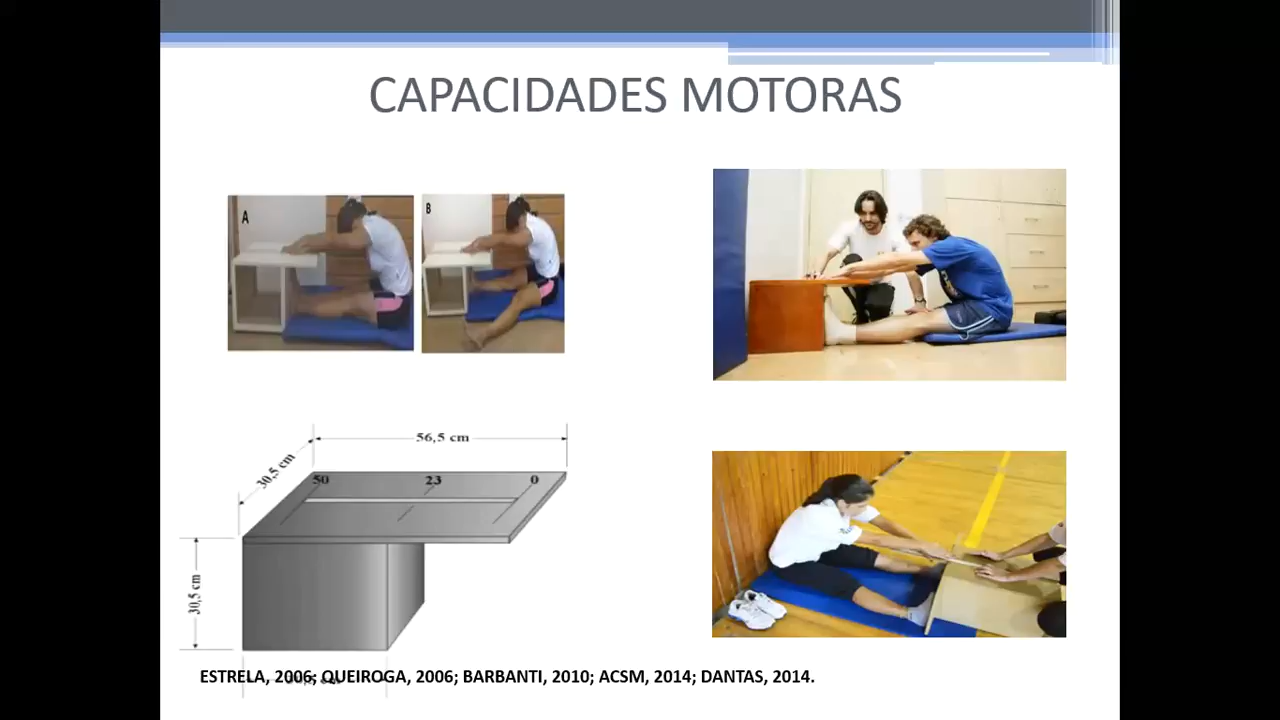 CAPACIDADES MOTORAS
A
B
56,5 cm
30,5 cm
50 23 0
30,5 cm
ESTRELA, 2006; QUEIROGA, 2006; BARBANTI, 2010; ACSM, 2014; DANTAS, 2014.